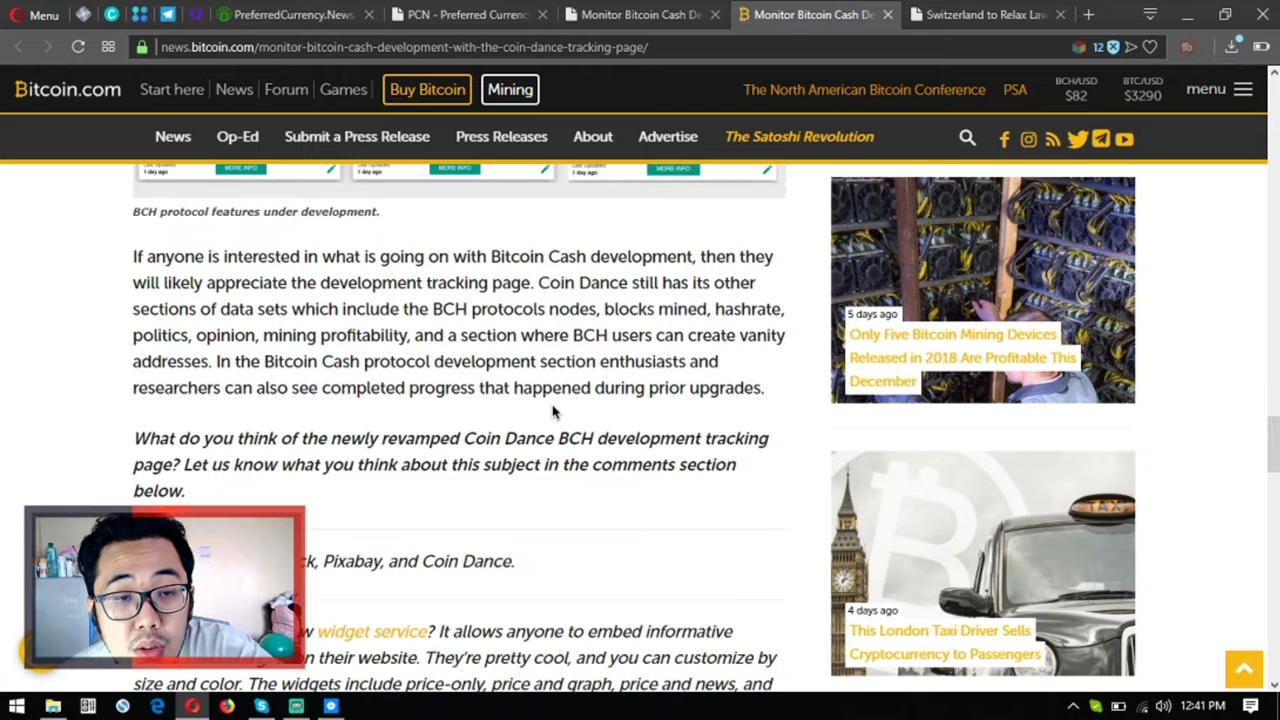 Menu
PreferredCurrency.News
PCN - Preferred Currenc
Monitor Bitcoin Cash De
Monitor Bitcoin Cash De
Switzerland to Relax Law
news.bitcoin.com/monitor-bitcoin-cash-development-with-the-coin-dance-tracking-page/
12
Bitcoin.com
Start here | News | Forum | Games
Buy Bitcoin
Mining
The North American Bitcoin Conference
PSA
BCH/USD
$82
BTC/USD
$3290
menu
News
Op-Ed
Submit a Press Release
Press Releases
About
Advertise
The Satoshi Revolution
1 day ago
MORE INFO
1 day ago
MORE INFO
1 day ago
MORE INFO
BCH protocol features under development.
If anyone is interested in what is going on with Bitcoin Cash development, then they
will likely appreciate the development tracking page. Coin Dance still has its other
sections of data sets which include the BCH protocols nodes, blocks mined, hashrate,
politics, opinion, mining profitability, and a section where BCH users can create vanity
addresses. In the Bitcoin Cash protocol development section enthusiasts and
researchers can also see completed progress that happened during prior upgrades.
What do you think of the newly revamped Coin Dance BCH development tracking
page? Let us know what you think about this subject in the comments section
below.
ck, Pixabay, and Coin Dance.
w widget service? It allows anyone to embed informative
on their website. They're pretty cool, and you can customize by
size and color. The widgets include price-only, price and graph, price and news, and
5 days ago
Only Five Bitcoin Mining Devices
Released in 2018 Are Profitable This
December
TAXI
4 days ago
This London Taxi Driver Sells
Cryptocurrency to Passengers
12:41 PM